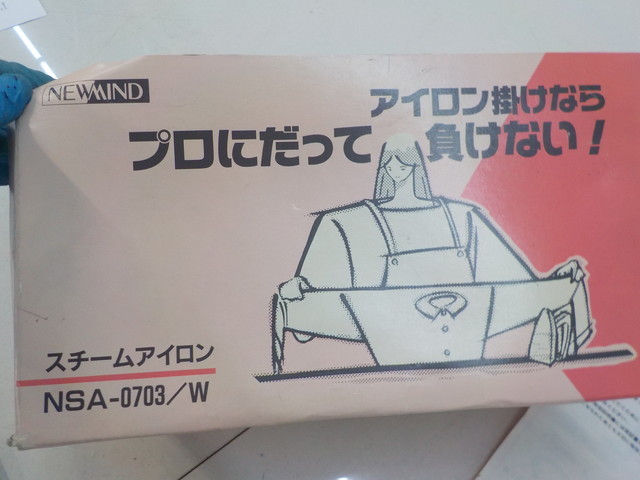 NEWMIND
アイロン掛けなら
プロにだって負けない!
スチームアイロン
NSA-0703/W